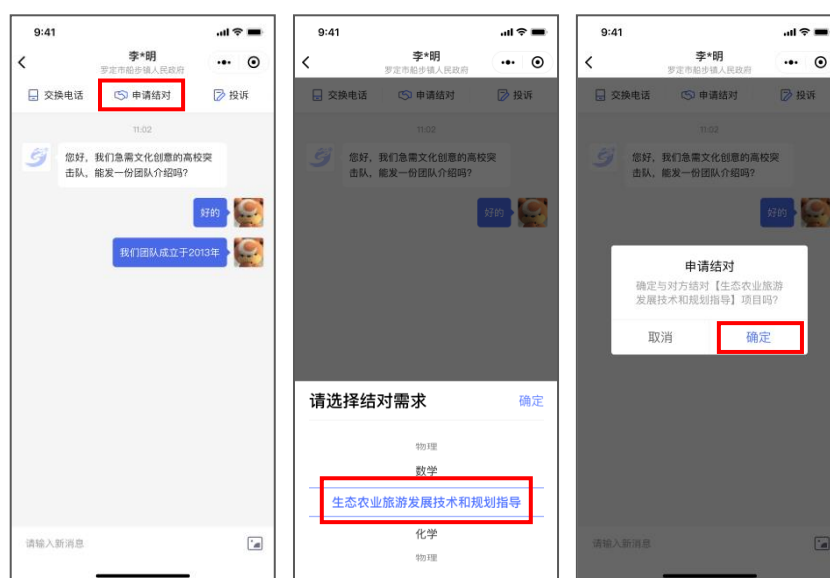 9:41
李*明
罗定市船步镇人民政府
交换电话
申请结对
投诉
11:02
您好，我们急需文化创意的高校突
击队，能发一份团队介绍吗？
好的
我们团队成立于2013年
请输入新消息
9:41
李*明
罗定市船步镇人民政府
交换电话
申请结对
投诉
11:02
您好，我们急需文化创意的高校突
击队，能发一份团队介绍吗？
好的
请选择结对需求
确定
物理
数学
生态农业旅游发展技术和规划指导
化学
物理
9:41
李*明
罗定市船步镇人民政府
交换电话
申请结对
投诉
11:02
您好，我们急需文化创意的高校突
击队，能发一份团队介绍吗？
好的
申请结对
确定与对方结对【生态农业旅游
发展技术和规划指导】项目吗？
取消
确定
请输入新消息